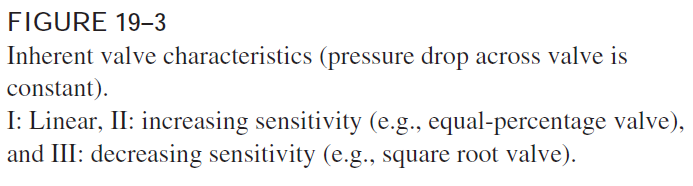 FIGURE 19–3
Inherent valve characteristics (pressure drop across valve is
constant).
I: Linear, II: increasing sensitivity (e.g., equal-percentage valve),
and III: decreasing sensitivity (e.g., square root valve).